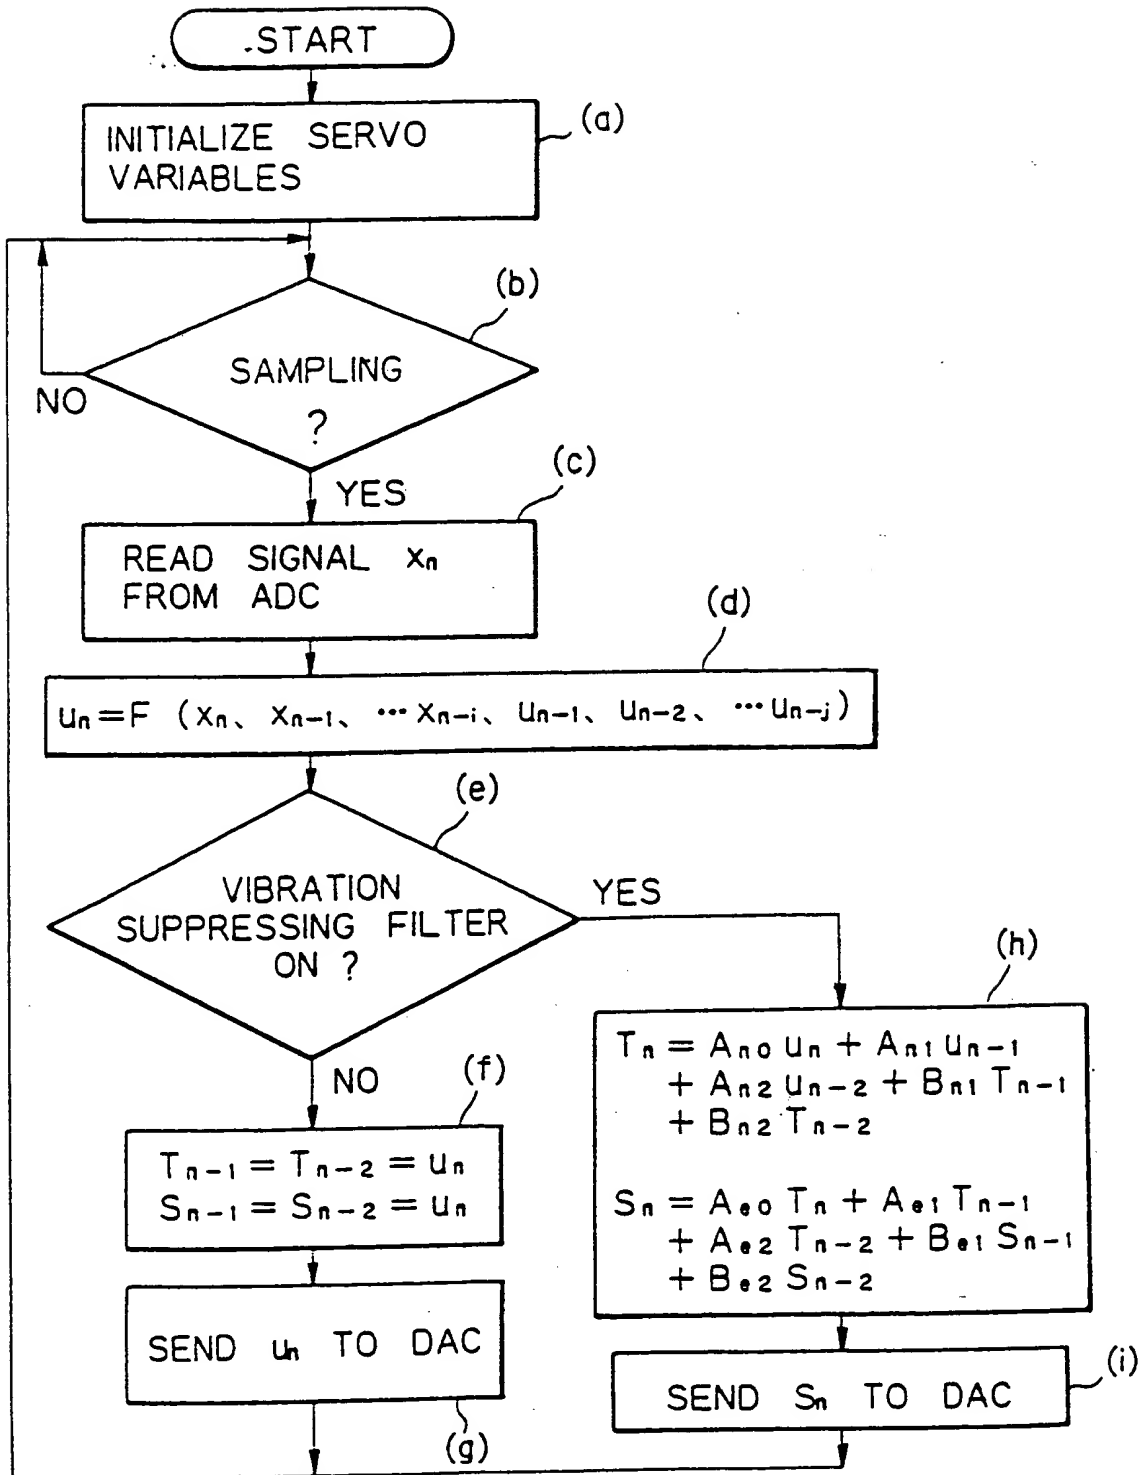 .START
(a)
INITIALIZE SERVO
VARIABLES
(b)
SAMPLING
?
NO
YES
(c)
READ SIGNAL xn
FROM ADC
(d)
un=F (xn、 xn−1、 ···xn−i、 un−1、 un−2、 ···un−j)
(e)
VIBRATION
SUPPRESSING FILTER
ON ?
YES
NO
(f)
Tn−1=Tn−2=un
Sn−1=Sn−2=un
SEND un TO DAC
(g)
(h)
Tn=An0 un+An1 un−1
+An2 un−2+Bn1 Tn−1
+Bn2 Tn−2
Sn=Ae0 Tn+Ae1 Tn−1
+Ae2 Tn−2+Be1 Sn−1
+Be2 Sn−2
SEND Sn TO DAC
(i)